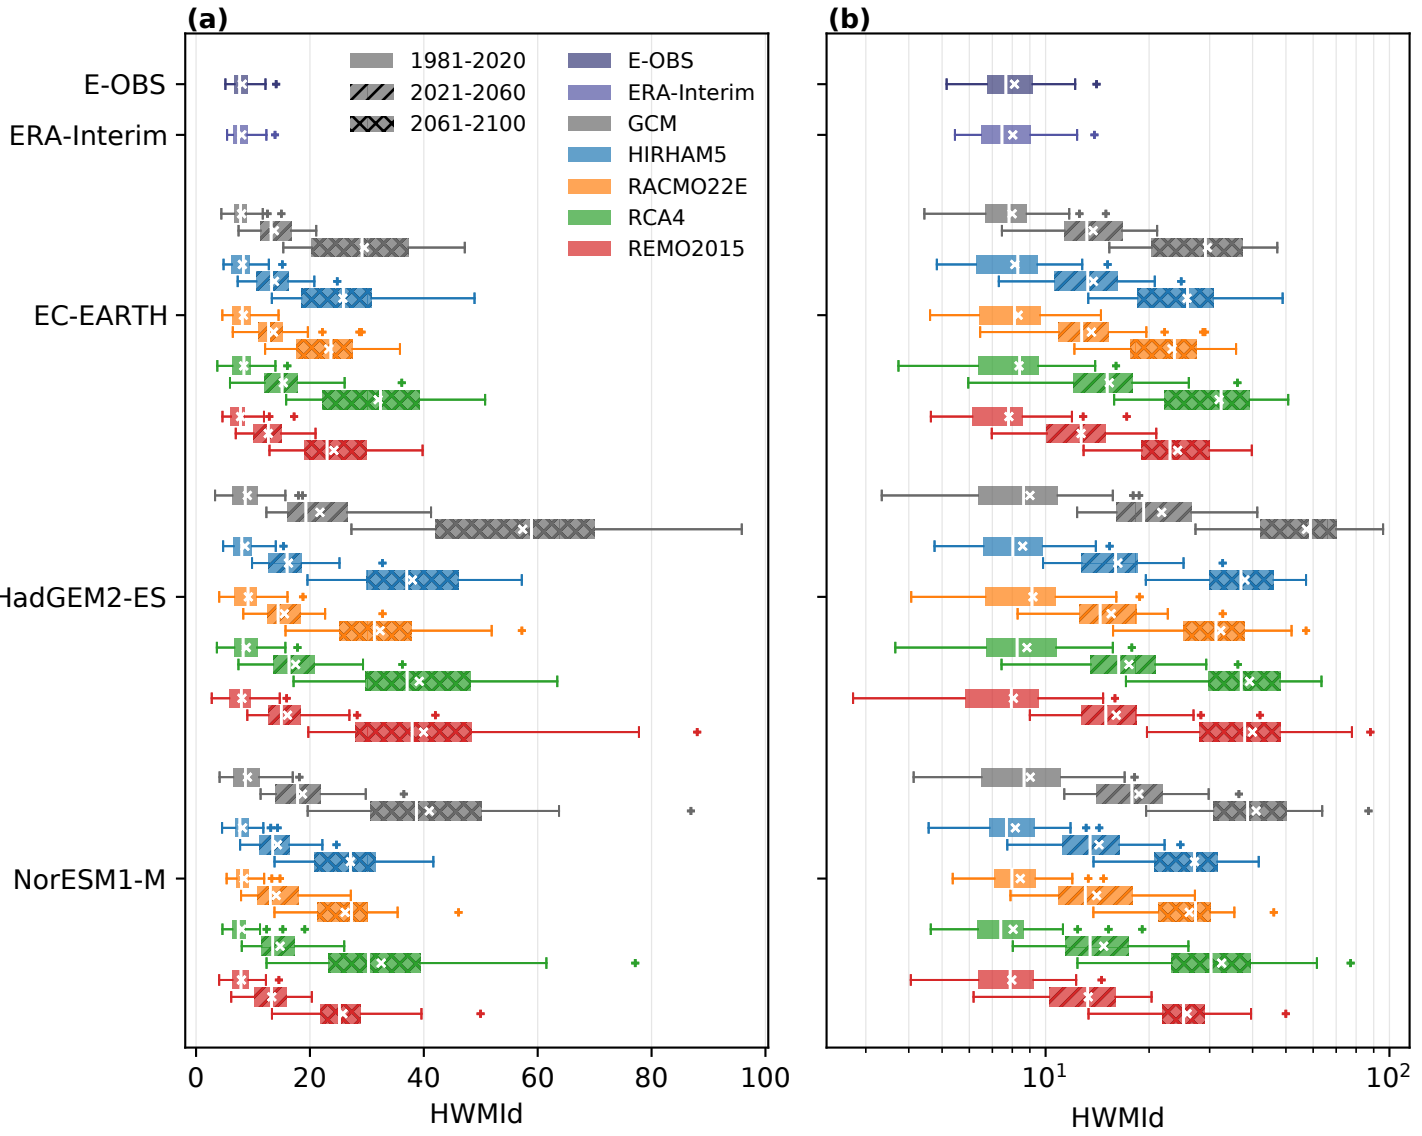 (a)
(b)
E-OBS
ERA-Interim
EC-EARTH
HadGEM2-ES
NorESM1-M
1981-2020
2021-2060
2061-2100
E-OBS
ERA-Interim
GCM
HIRHAM5
RACMO22E
RCA4
REMO2015
0 20 40 60 80 100
HWMId
10¹ 10²
HWMId